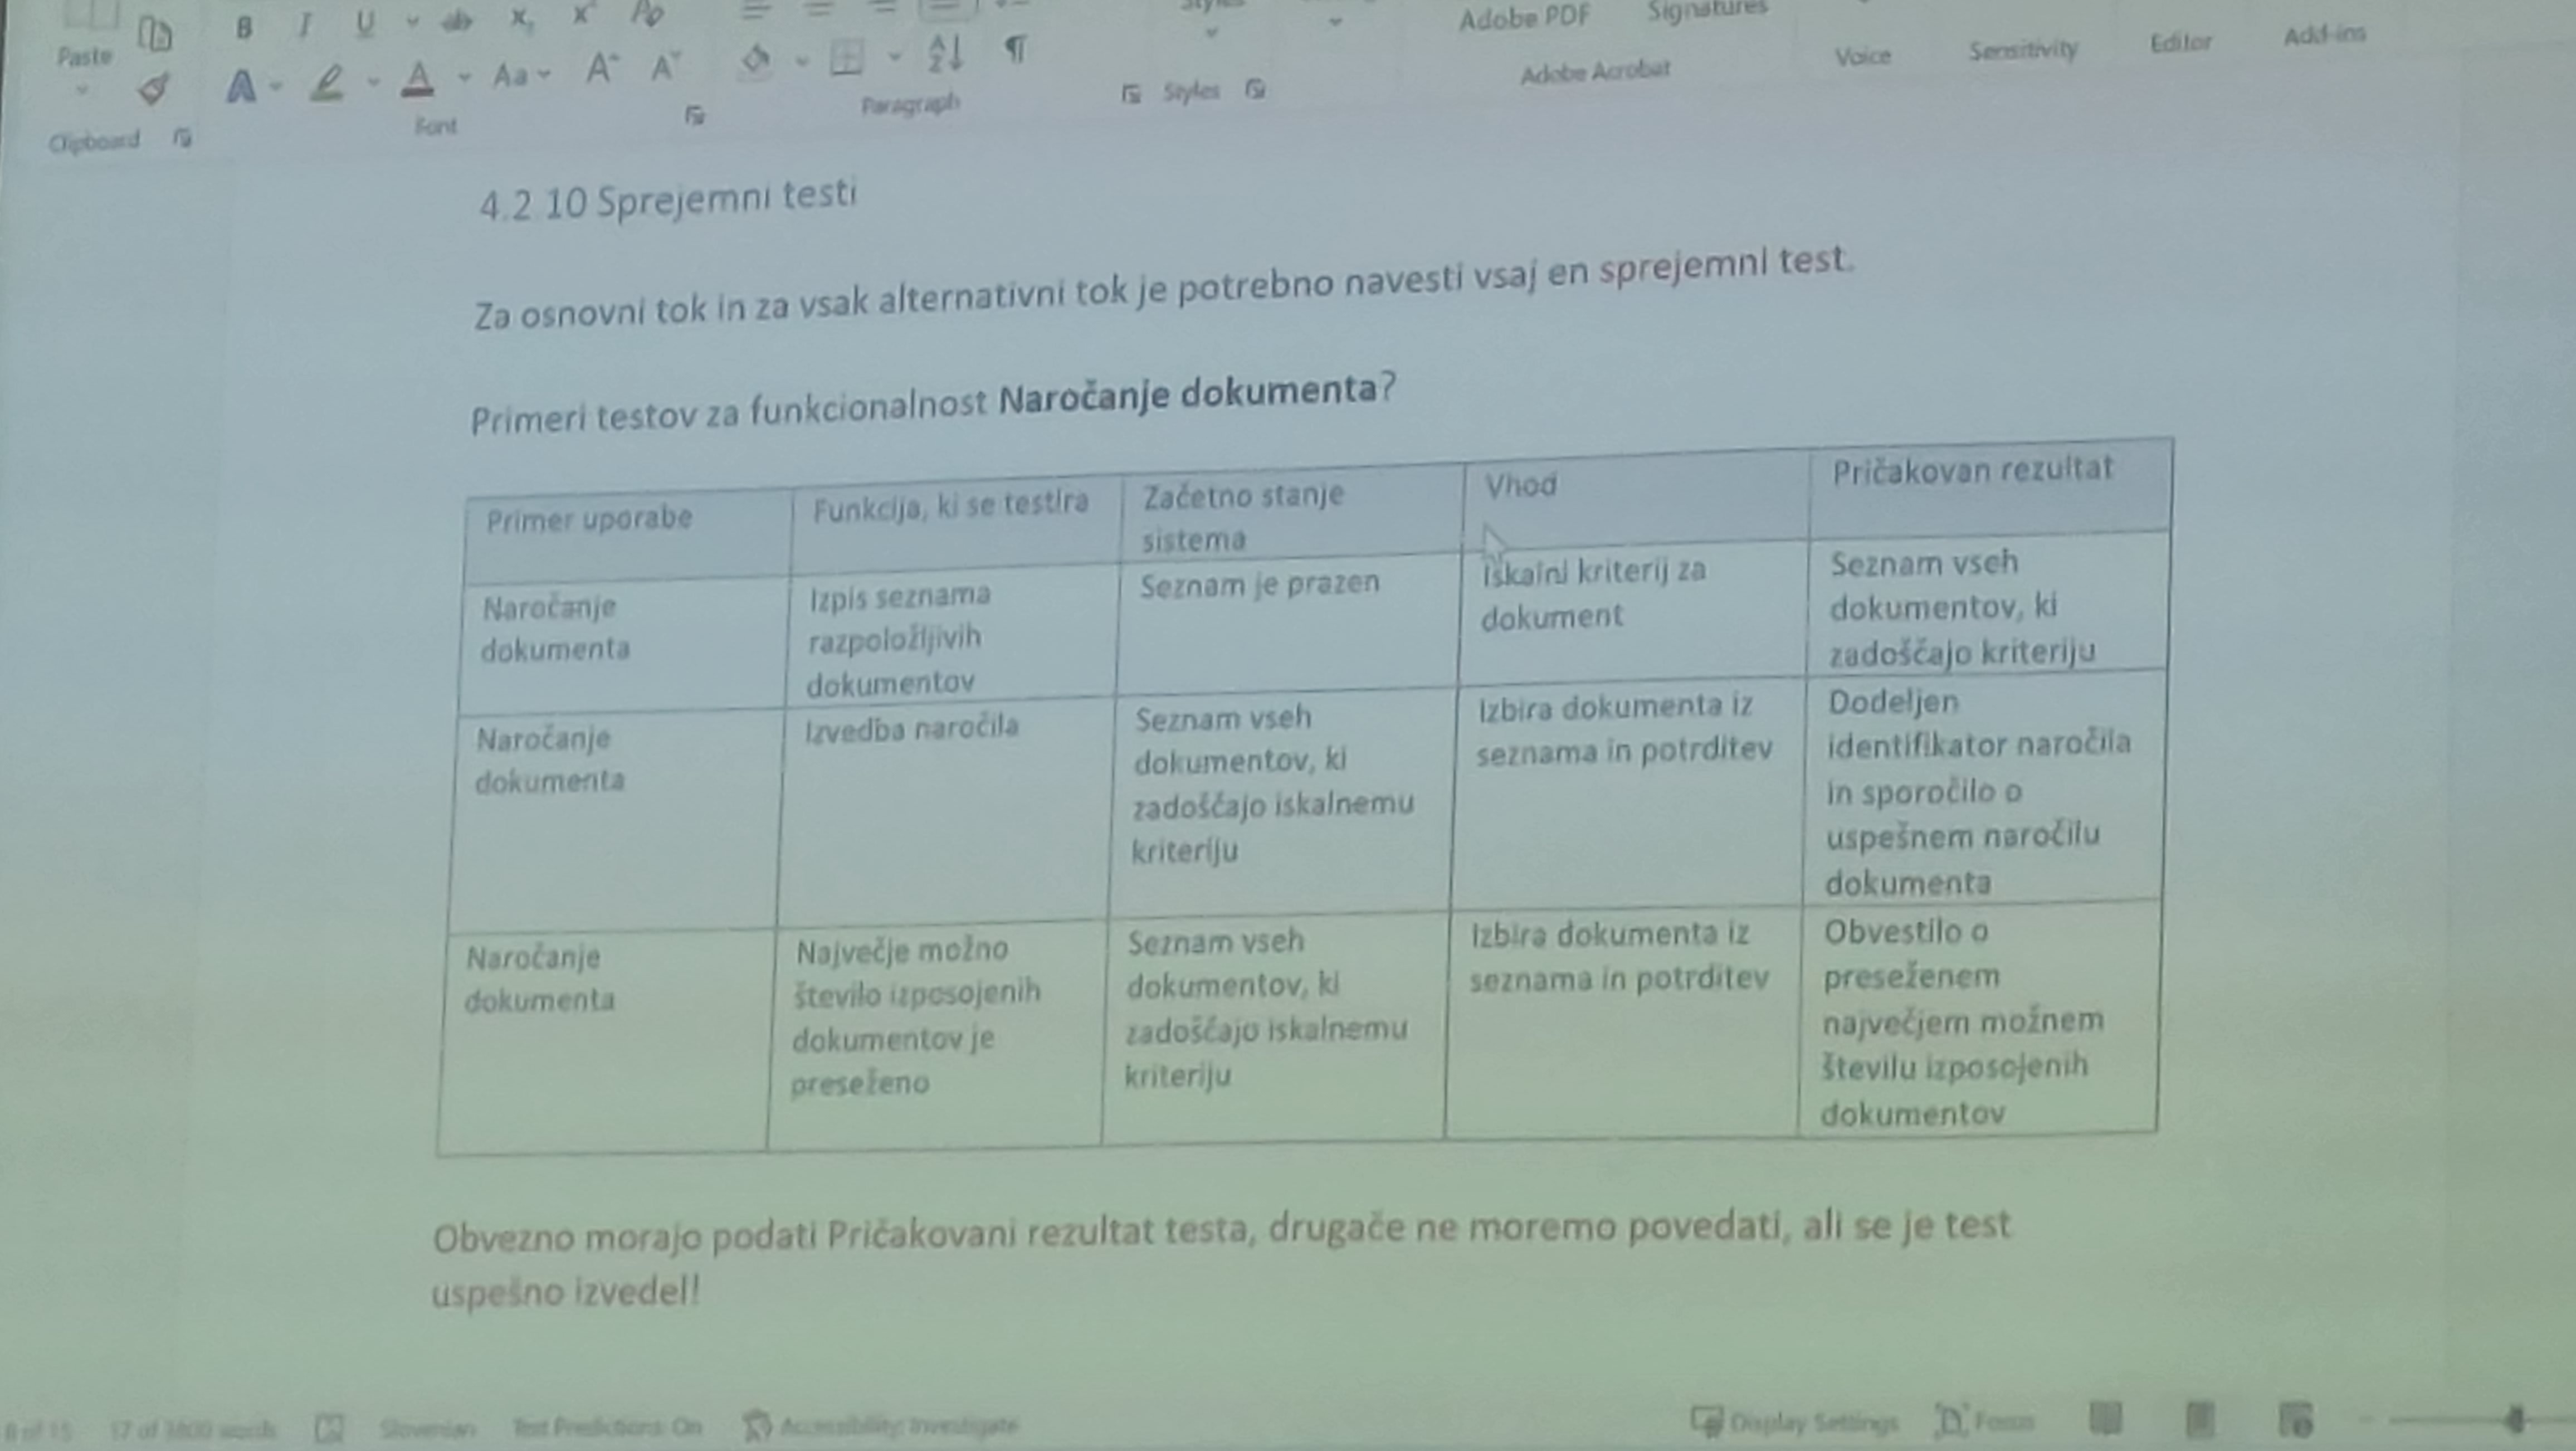 Paste
B I U ab x, x
A Aa A A
Clipboard
Font
Paragraph
Styles
Styles
Adobe PDF
Signatures
Adobe Acrobat
Voice
Sensitivity
Editor
Add-ins
4.2.10 Sprejemni testi
Za osnovni tok in za vsak alternativni tok je potrebno navesti vsaj en sprejemni test.
Primeri testov za funkcionalnost Naročanje dokumenta?
Primer uporabe
Funkcija, ki se testira
Začetno stanje
sistema
Vhod
Pričakovan rezultat
Naročanje
dokumenta
Izpis seznama
razpoložljivih
dokumentov
Seznam je prazen
Iskalni kriterij za
dokument
Seznam vseh
dokumentov, ki
zadoščajo kriteriju
Naročanje
dokumenta
Izvedba naročila
Seznam vseh
dokumentov, ki
zadoščajo iskalnemu
kriteriju
Izbira dokumenta iz
seznama in potrditev
Dodeljen
identifikator naročila
in sporočilo o
uspešnem naročilu
dokumenta
Naročanje
dokumenta
Največje možno
število izposojenih
dokumentov je
preseženo
Seznam vseh
dokumentov, ki
zadoščajo iskalnemu
kriteriju
Izbira dokumenta iz
seznama in potrditev
Obvestilo o
preseženem
največjem možnem
številu izposojenih
dokumentov
Obvezno morajo podati Pričakovani rezultat testa, drugače ne moremo povedati, ali se je test
uspešno izvedel!
8 of 15
17 of 3800 words
Slovenian
Text Predictions: On
Accessibility: Investigate
Display Settings
Focus